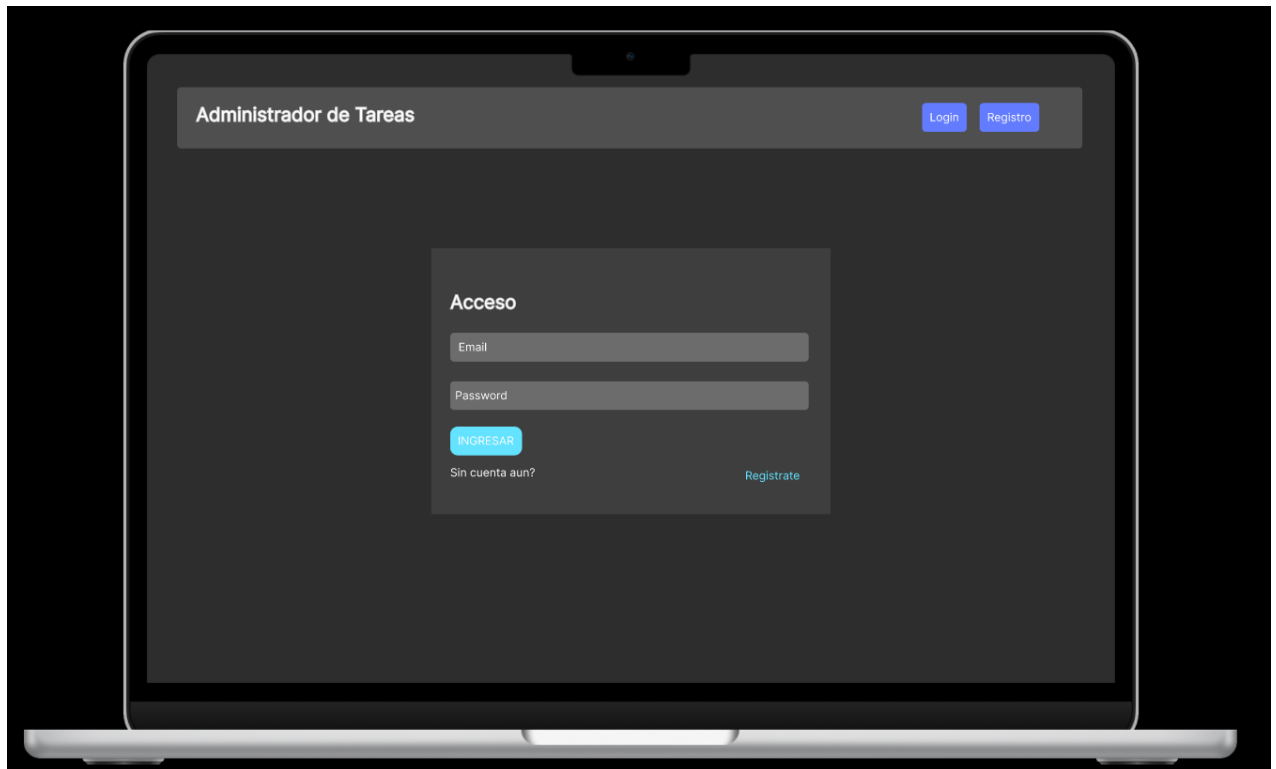 Administrador de Tareas
Login
Registro
Acceso
Email
Password
INGRESAR
Sin cuenta aun?
Registrate